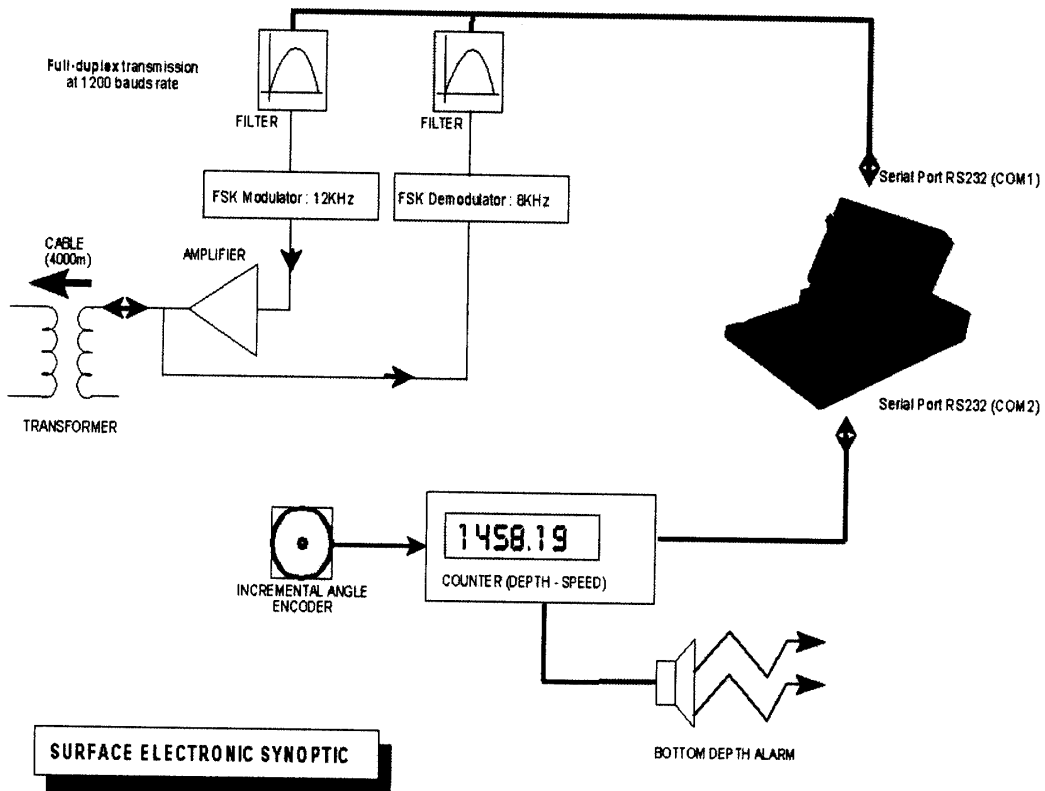 Full-duplex transmission
at 1200 bauds rate
FILTER
FILTER
Serial Port RS232 (COM1)
FSK Modulator : 12KHz
FSK Demodulator : 8KHz
CABLE
(4000m)
AMPLIFIER
TRANSFORMER
Serial Port RS232 (COM2)
1458.19
COUNTER (DEPTH - SPEED)
INCREMENTAL ANGLE
ENCODER
BOTTOM DEPTH ALARM
SURFACE ELECTRONIC SYNOPTIC